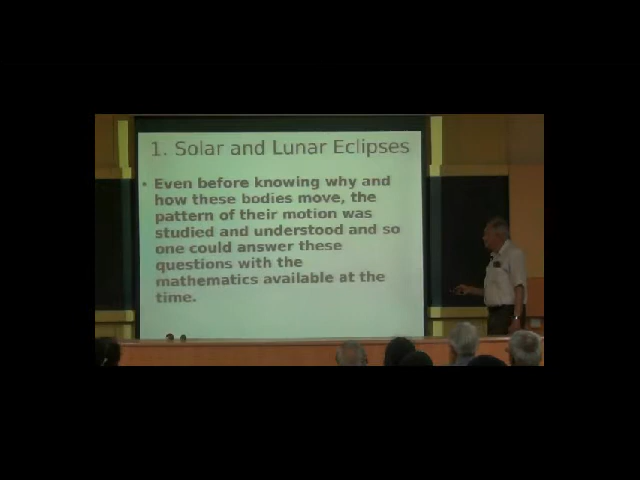 1. Solar and Lunar Eclipses
• Even before knowing why and
how these bodies move, the
pattern of their motion was
studied and understood and so
one could answer these
questions with the
mathematics available at the
time.